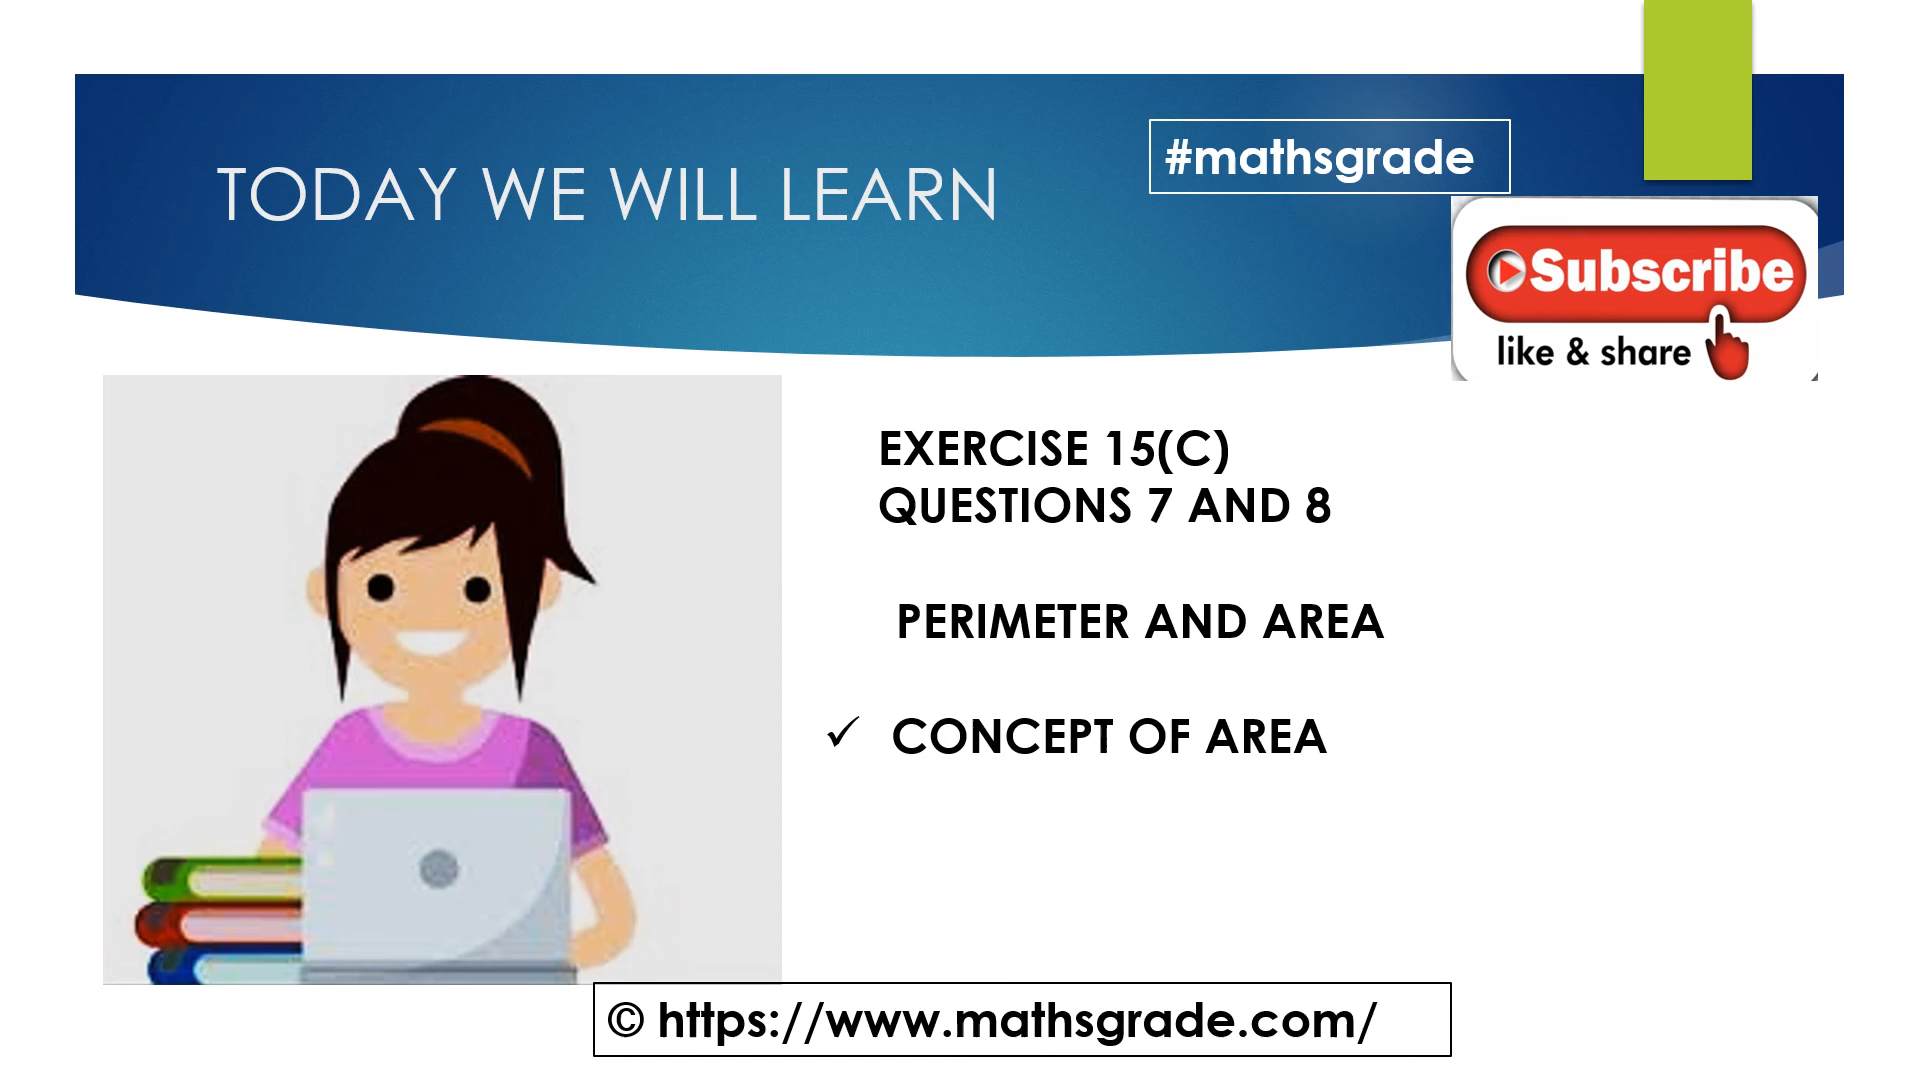 TODAY WE WILL LEARN
#mathsgrade
Subscribe
like & share
EXERCISE 15(C)
QUESTIONS 7 AND 8
PERIMETER AND AREA
✓ CONCEPT OF AREA
© https://www.mathsgrade.com/